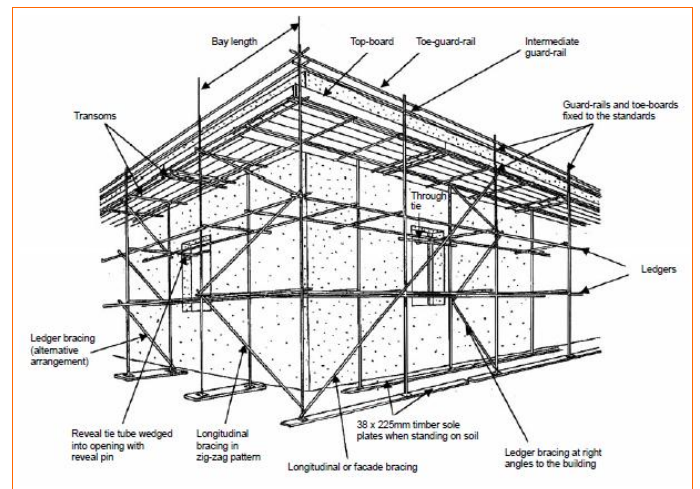 Bay length
Top-board
Toe-guard-rail
Intermediate
guard-rail
Transoms
Guard-rails and toe-boards
fixed to the standards
Through
tie
Ledgers
Ledger bracing
(alternative
arrangement)
Reveal tie tube wedged
into opening with
reveal pin
Longitudinal
bracing in
zig-zag pattern
Longitudinal or facade bracing
38 x 225mm timber sole
plates when standing on soil
Ledger bracing at right
angles to the building